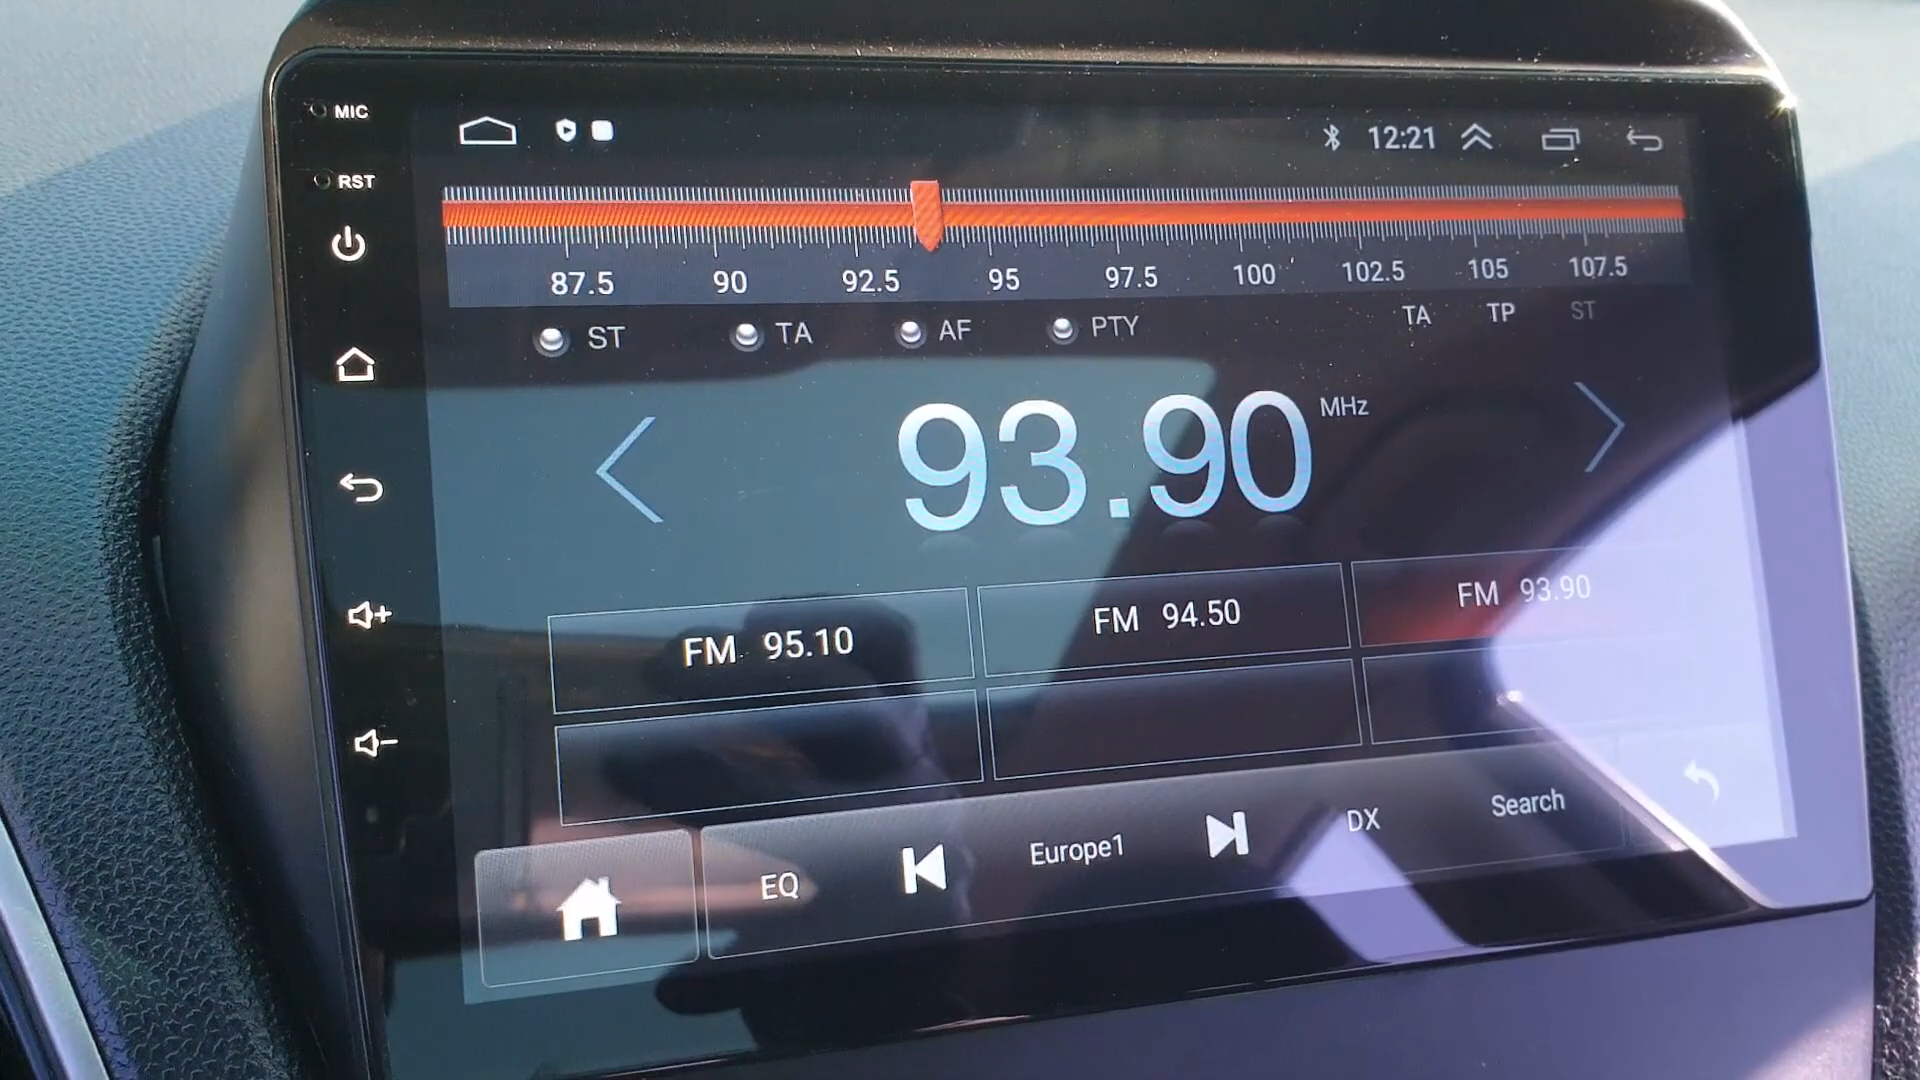 MIC
12:21
RST
87.5 90 92.5 95 97.5 100 102.5 105 107.5
ST TA AF PTY TA TP ST
93.90 MHz
FM 95.10 FM 94.50 FM 93.90
EQ Europe1 DX Search